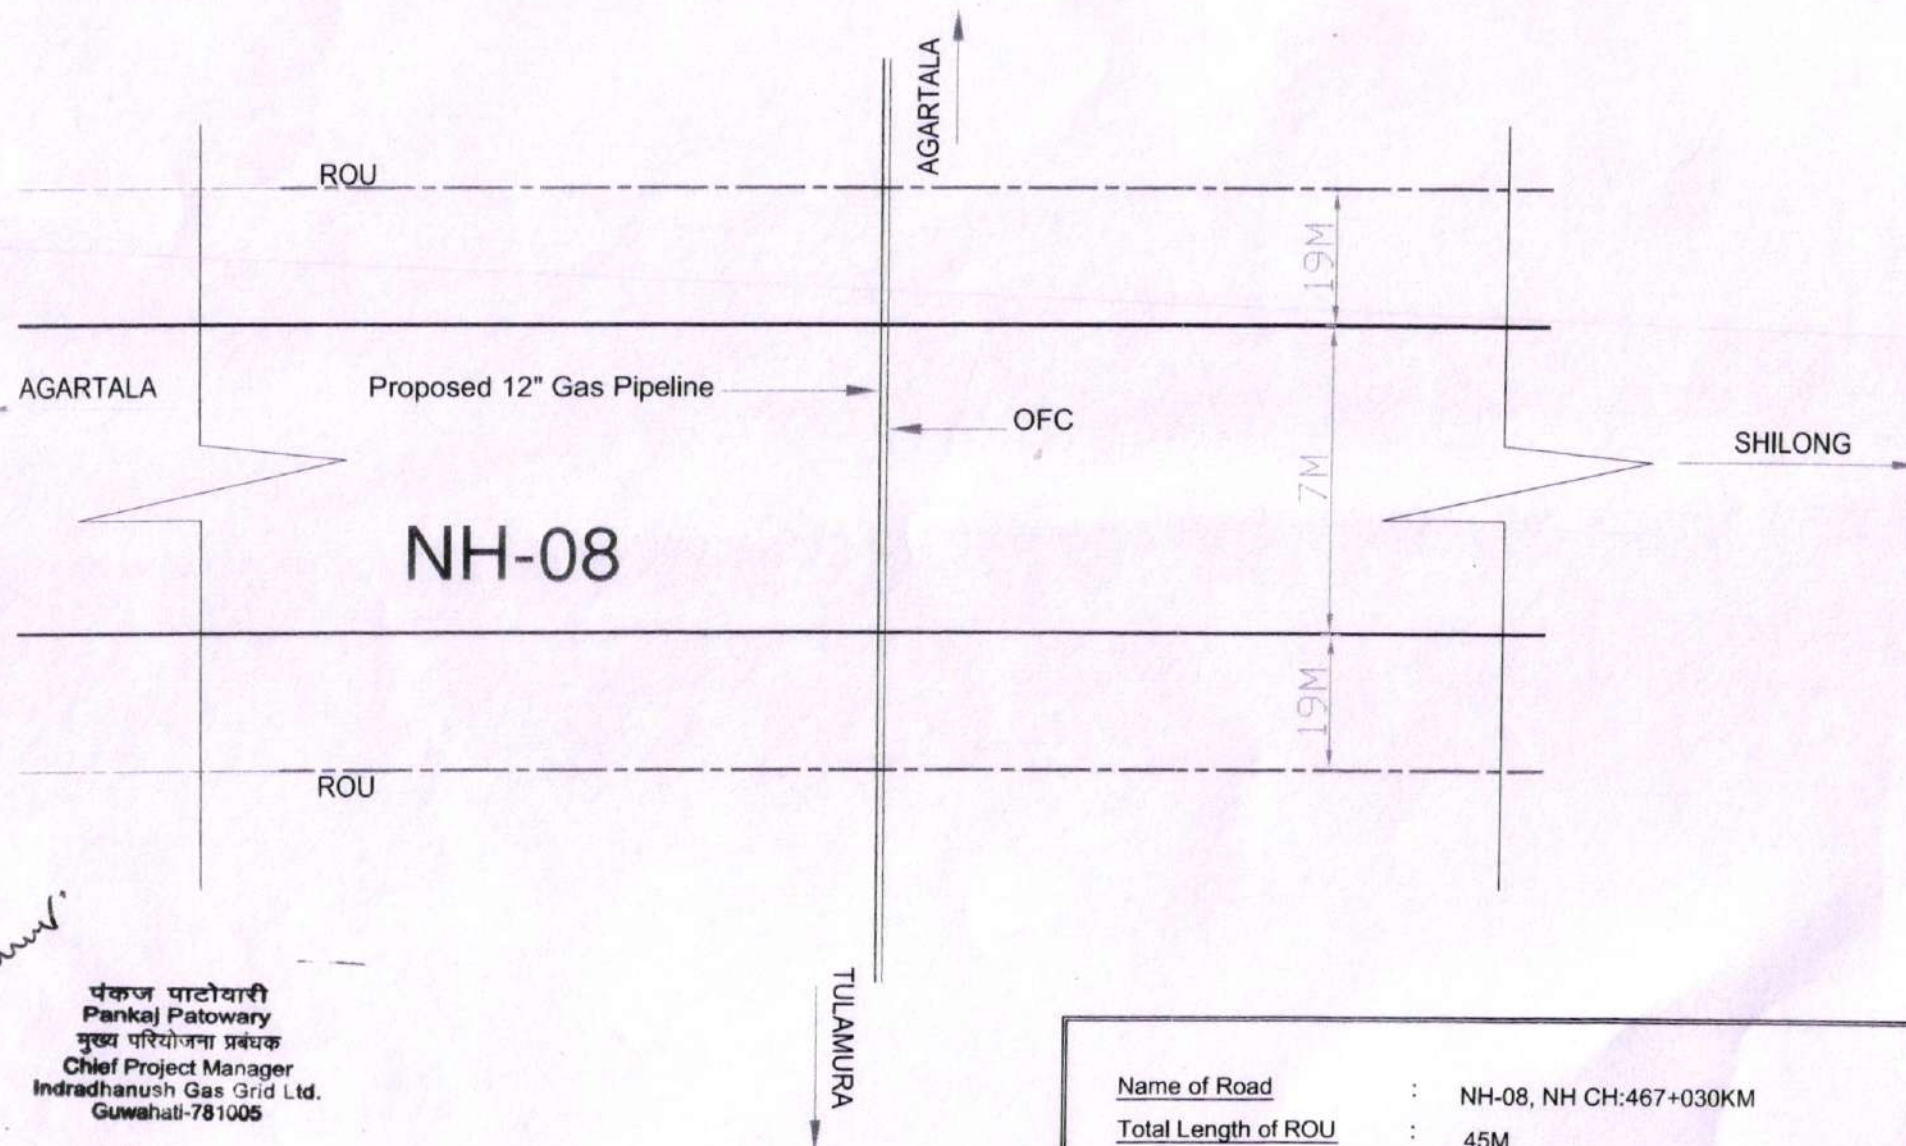 AGARTALA
ROU
19M
AGARTALA
Proposed 12" Gas Pipeline
OFC
SHILONG
7M
NH-08
19M
ROU
TULAMURA
पंकज पाटोवारी
Pankaj Patowary
मुख्य परियोजना प्रबंधक
Chief Project Manager
Indradhanush Gas Grid Ltd.
Guwahati-781005
Name of Road : NH-08, NH CH:467+030KM
Total Length of ROU : 45M